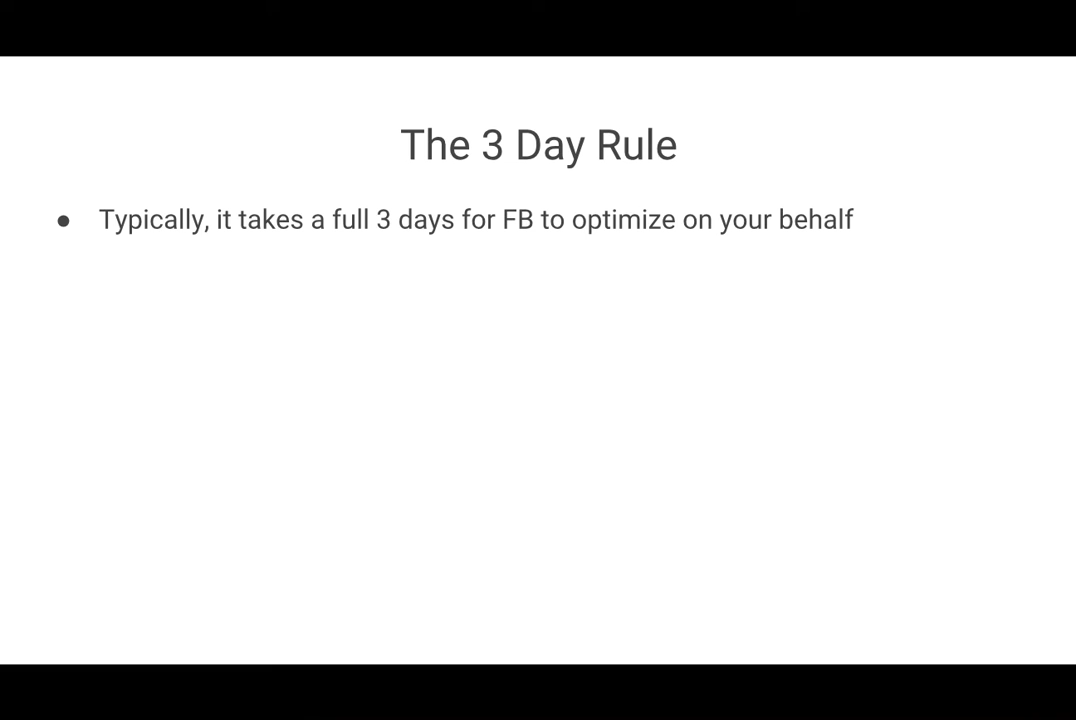 The 3 Day Rule
● Typically, it takes a full 3 days for FB to optimize on your behalf